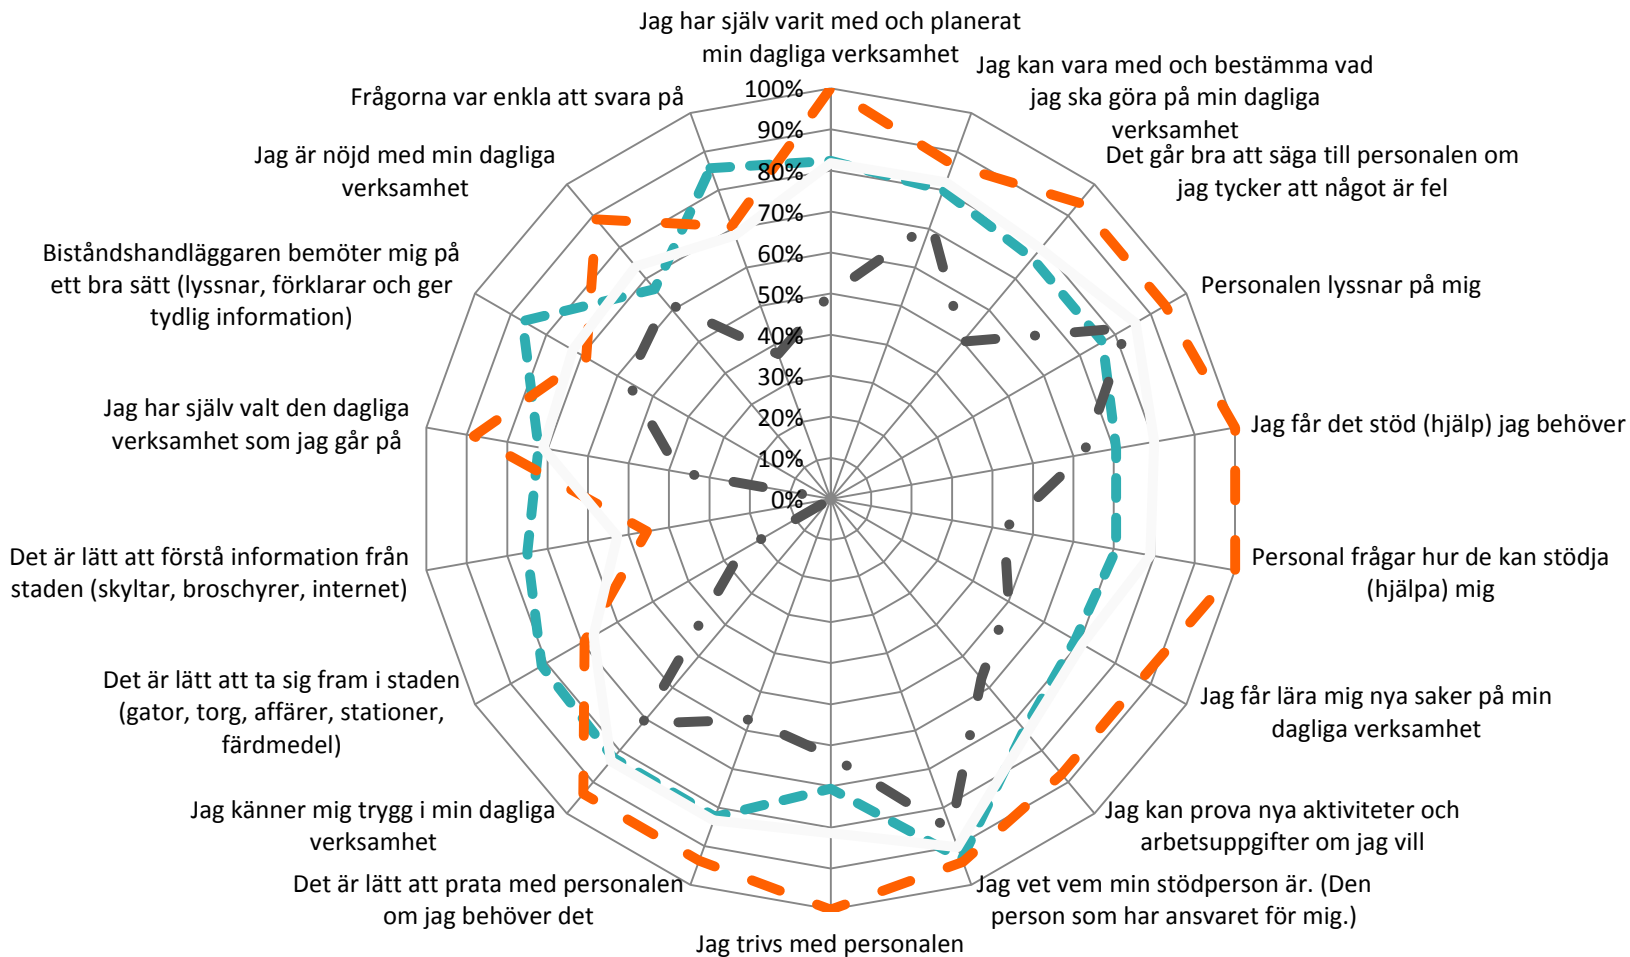 Jag har själv varit med och planerat
min dagliga verksamhet
Jag kan vara med och bestämma vad
jag ska göra på min dagliga
verksamhet
Det går bra att säga till personalen om
jag tycker att något är fel
Personalen lyssnar på mig
Jag får det stöd (hjälp) jag behöver
Personal frågar hur de kan stödja
(hjälpa) mig
Jag får lära mig nya saker på min
dagliga verksamhet
Jag kan prova nya aktiviteter och
arbetsuppgifter om jag vill
Jag vet vem min stödperson är. (Den
person som har ansvaret för mig.)
Jag trivs med personalen
Det är lätt att prata med personalen
om jag behöver det
Jag känner mig trygg i min dagliga
verksamhet
Det är lätt att ta sig fram i staden
(gator, torg, affärer, stationer,
färdmedel)
Det är lätt att förstå information från
staden (skyltar, broschyrer, internet)
Jag har själv valt den dagliga
verksamhet som jag går på
Biståndshandläggaren bemöter mig på
ett bra sätt (lyssnar, förklarar och ger
tydlig information)
Jag är nöjd med min dagliga
verksamhet
Frågorna var enkla att svara på
100%
90%
80%
70%
60%
50%
40%
30%
20%
10%
0%